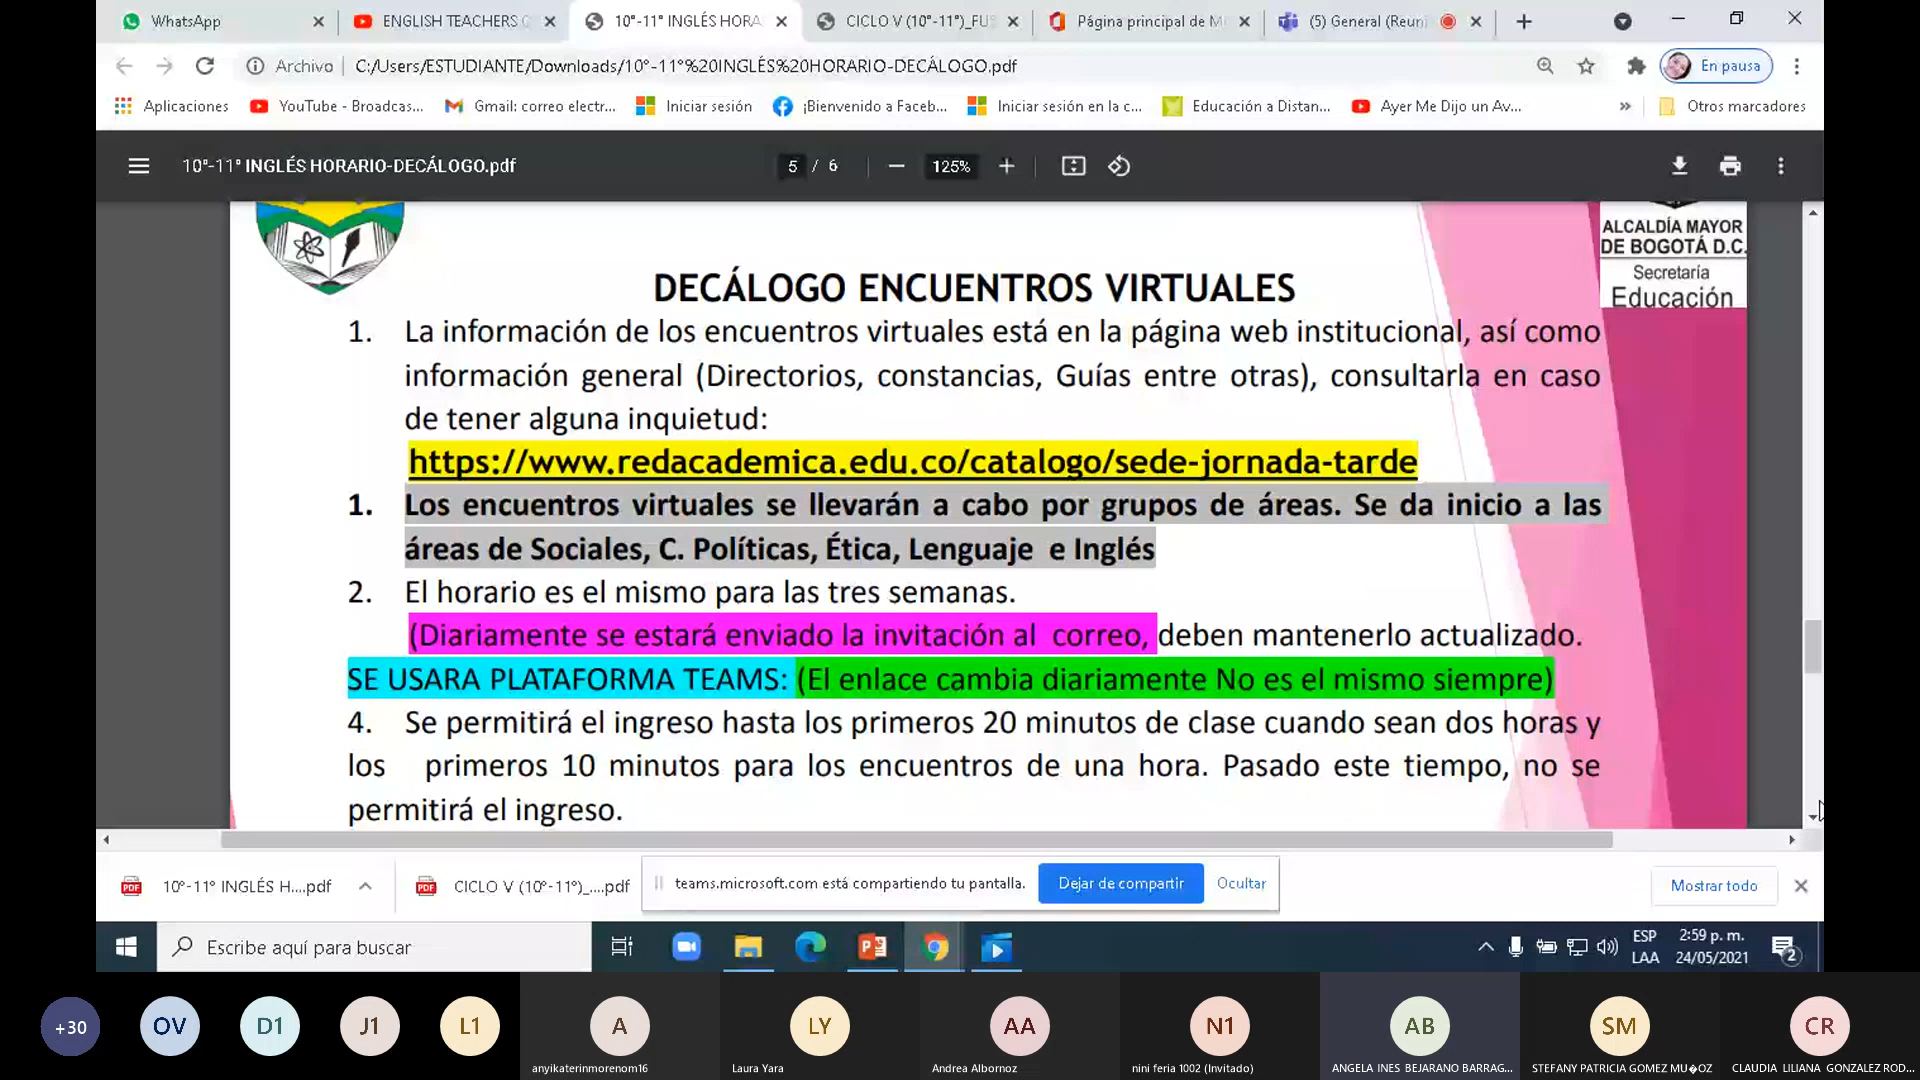 WhatsApp
ENGLISH TEACHERS
10°-11° INGLÉS HORA
CICLO V (10°-11°)_FU
Página principal de M
(5) General (Reun
Archivo | C:/Users/ESTUDIANTE/Downloads/10°-11°%20INGLÉS%20HORARIO-DECÁLOGO.pdf
En pausa
Aplicaciones
YouTube - Broadcas...
Gmail: correo electr...
Iniciar sesión
¡Bienvenido a Faceb...
Iniciar sesión en la c...
Educación a Distan...
Ayer Me Dijo un Av...
»
Otros marcadores
10°-11° INGLÉS HORARIO-DECÁLOGO.pdf
5 / 6
125%
ALCALDÍA MAYOR
DE BOGOTÁ D.C.
Secretaría
Educación
DECÁLOGO ENCUENTROS VIRTUALES
1. La información de los encuentros virtuales está en la página web institucional, así como
información general (Directorios, constancias, Guías entre otras), consultarla en caso
de tener alguna inquietud:
https://www.redacademica.edu.co/catalogo/sede-jornada-tarde
1. Los encuentros virtuales se llevarán a cabo por grupos de áreas. Se da inicio a las
áreas de Sociales, C. Políticas, Ética, Lenguaje e Inglés
2. El horario es el mismo para las tres semanas.
(Diariamente se estará enviado la invitación al correo, deben mantenerlo actualizado.
SE USARA PLATAFORMA TEAMS: (El enlace cambia diariamente No es el mismo siempre)
4. Se permitirá el ingreso hasta los primeros 20 minutos de clase cuando sean dos horas y
los primeros 10 minutos para los encuentros de una hora. Pasado este tiempo, no se
permitirá el ingreso.
10°-11° INGLÉS H....pdf
CICLO V (10°-11°)_....pdf
teams.microsoft.com está compartiendo tu pantalla.
Dejar de compartir
Ocultar
Mostrar todo
Escribe aquí para buscar
ESP
LAA
2:59 p. m.
24/05/2021
2
+30
OV
D1
J1
L1
A
anyikaterinmorenom16
LY
Laura Yara
AA
Andrea Albornoz
N1
nini feria 1002 (Invitado)
AB
ANGELA INES BEJARANO BARRAG...
SM
STEFANY PATRICIA GOMEZ MU�OZ
CR
CLAUDIA LILIANA GONZALEZ ROD...